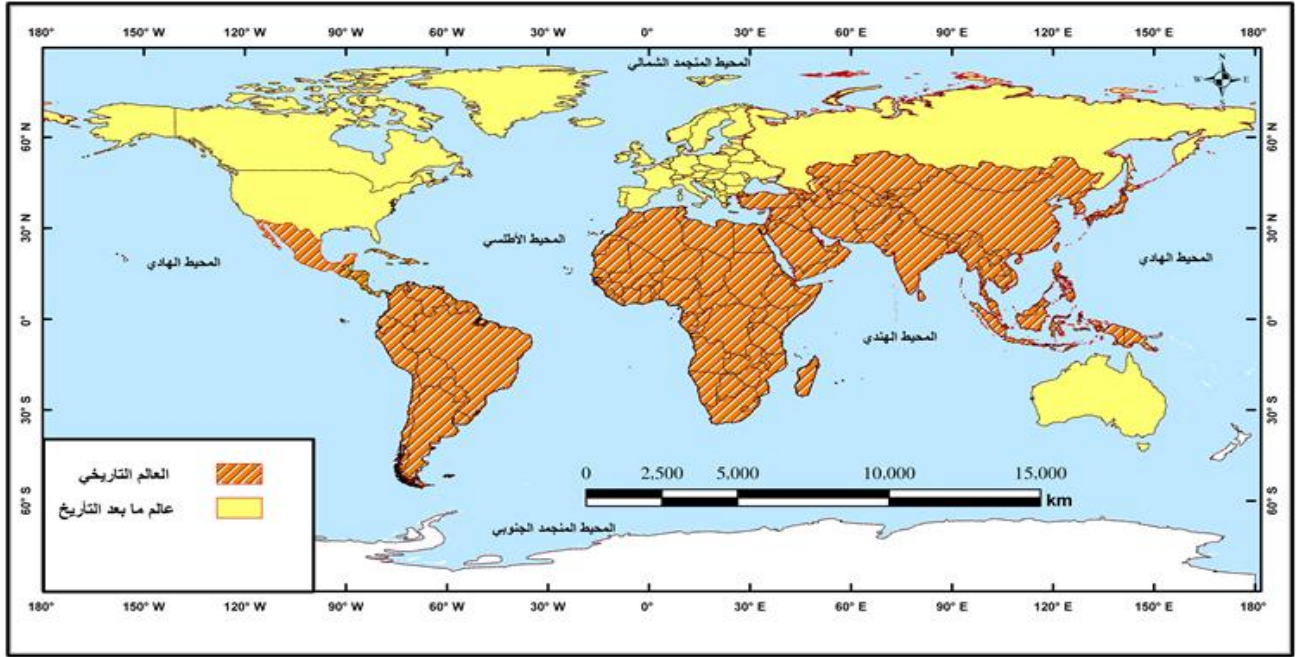 180° 150° W 120° W 90° W 60° W 30° W 0° 30° E 60° E 90° E 120° E 150° E 180°
المحيط المنجمد الشمالي
N
W E
S
60° N 60° N
30° N 30° N
المحيط الأطلسي
المحيط الهادي
المحيط الهادي
0° 0°
المحيط الهندي
30° S 30° S
العالم التاريخي
عالم ما بعد التأريخ
0 2,500 5,000 10,000 15,000
km
60° S 60° S
المحيط المنجمد الجنوبي
180° 150° W 120° W 90° W 60° W 30° W 0° 30° E 60° E 90° E 120° E 150° E 180°